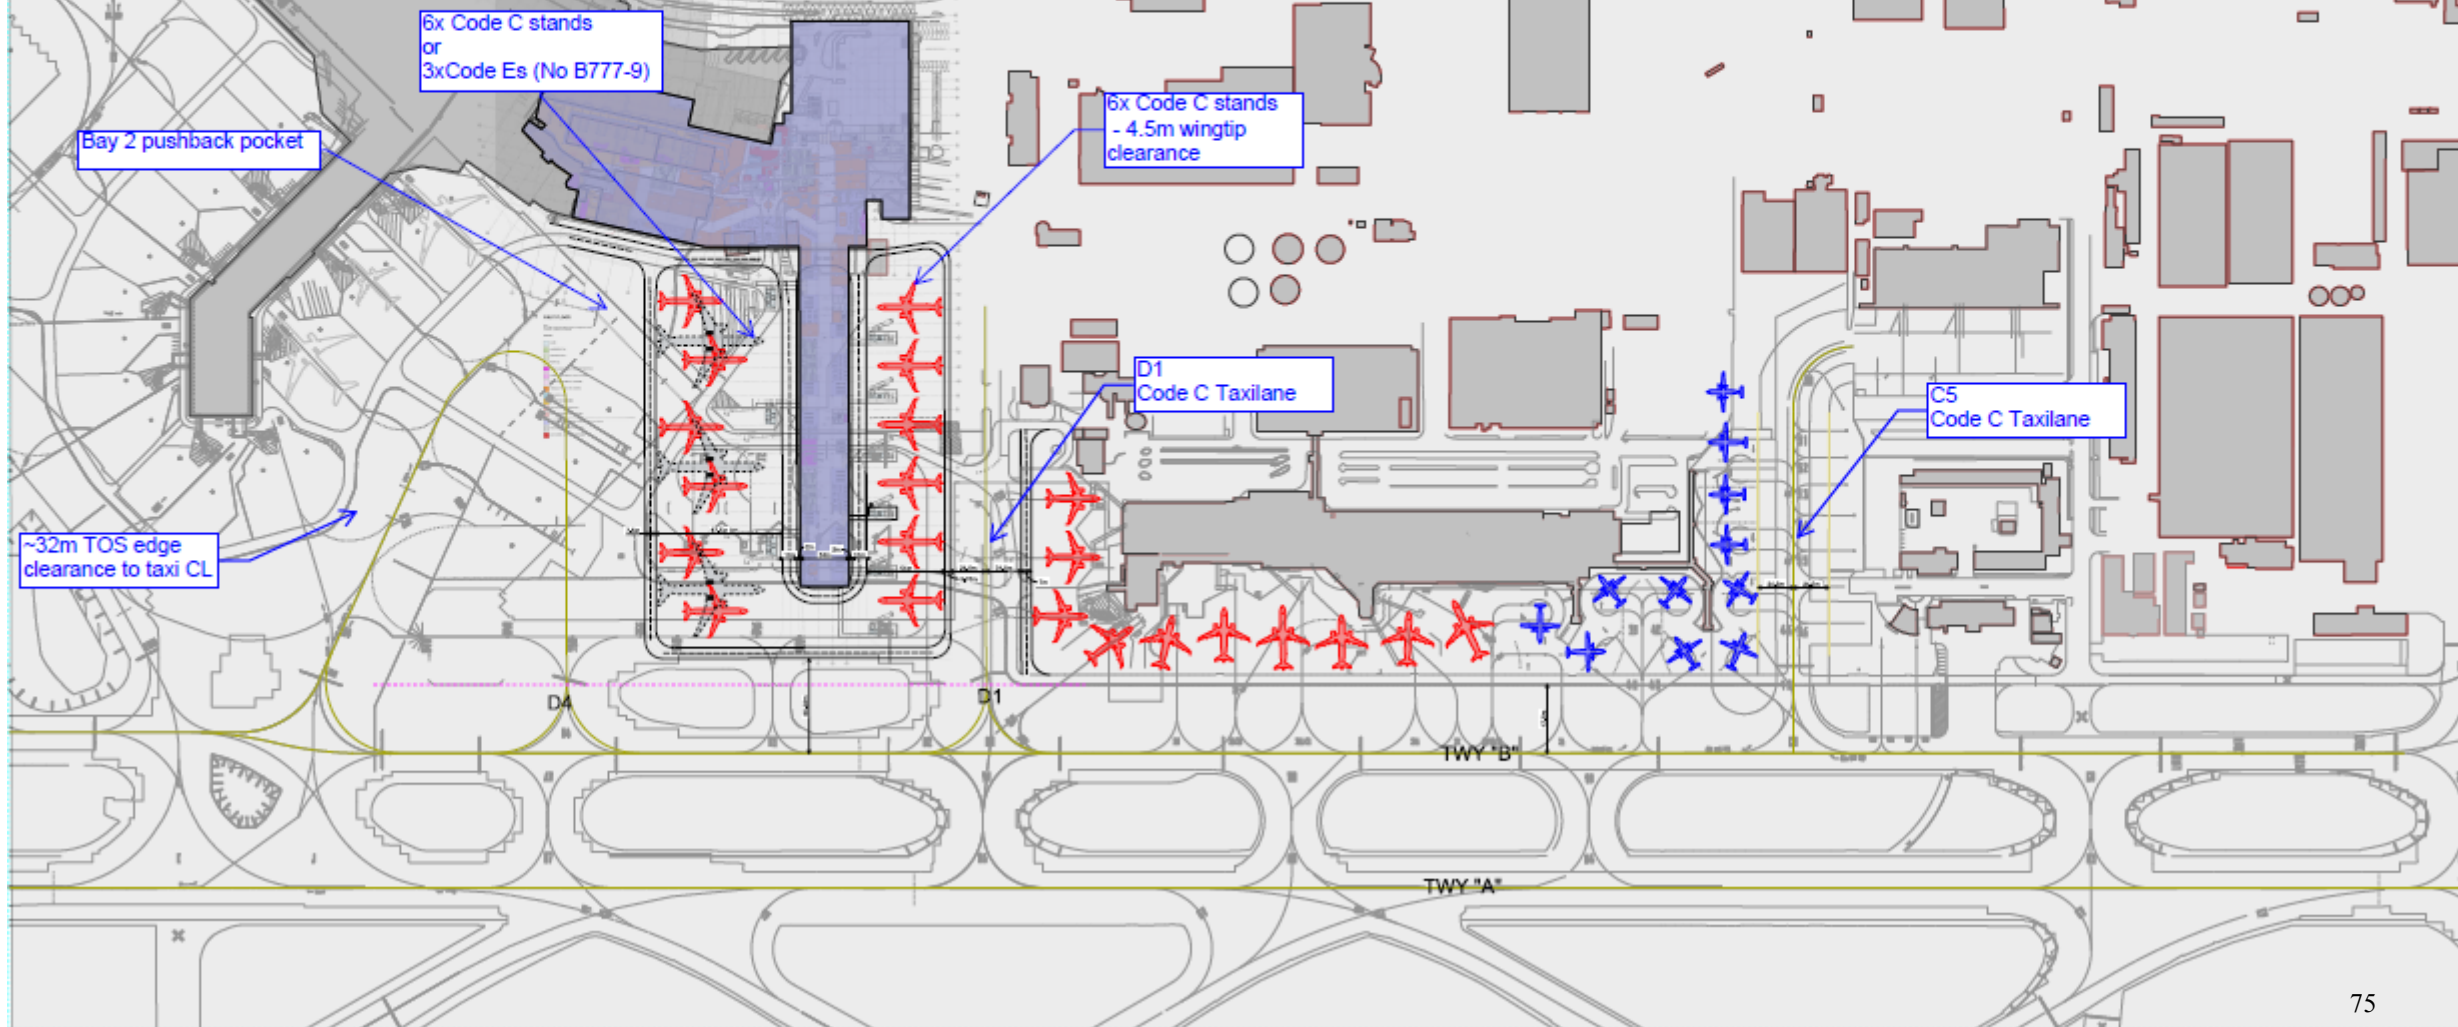 6x Code C stands
or
3xCode Es (No B777-9)
Bay 2 pushback pocket
6x Code C stands
- 4.5m wingtip
clearance
D1
Code C Taxilane
C5
Code C Taxilane
~32m TOS edge
clearance to taxi CL
D4
D1
TWY "B"
TWY "A"
75